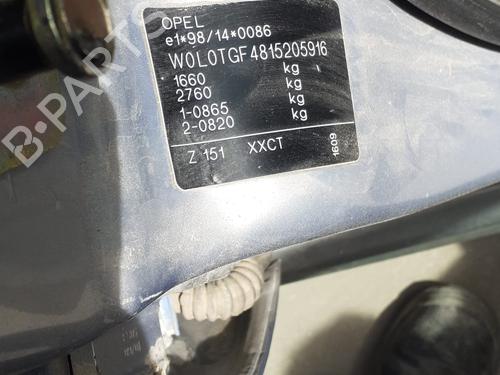 OPEL
e1*98/14*0086
W0L0TGF4815205916
1660 kg
2760 kg
1-0865 kg
2-0820 kg
Z 151 XXCT
1609
B-PARTS